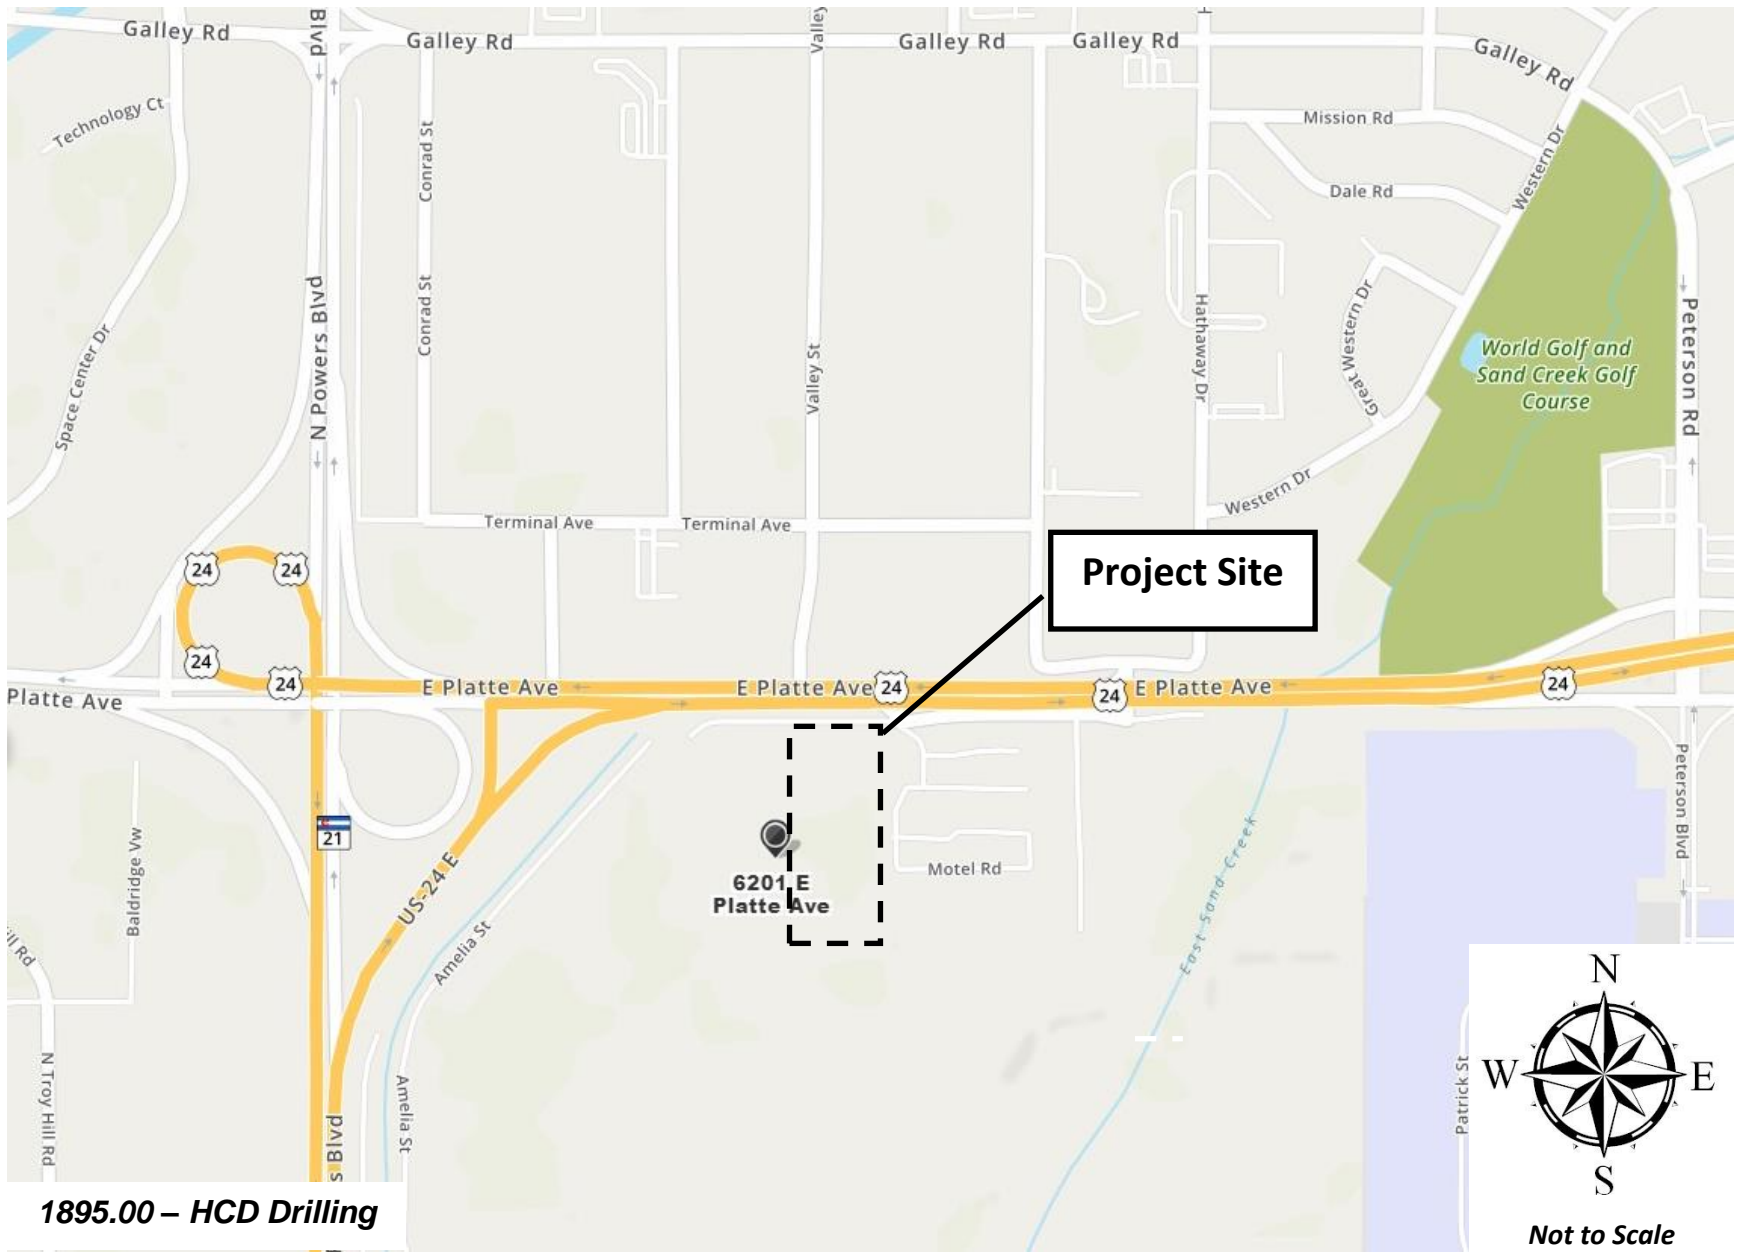 Galley Rd
Blvd
Galley Rd
Valley
Galley Rd
Galley Rd
Galley Rd
Technology Ct
Conrad St
Mission Rd
Western Dr
Dale Rd
Space Center Dr
N Powers Blvd
Conrad St
Valley St
Hathaway Dr
Great Western Dr
Peterson Rd
World Golf and
Sand Creek Golf
Course
Western Dr
Terminal Ave
Terminal Ave
Project Site
24
24
24
24
Platte Ave
E Platte Ave
E Platte Ave
24
24
E Platte Ave
24
21
US-24 E
Baldridge Vw
6201 E
Platte Ave
Motel Rd
East Sand Creek
Peterson Blvd
Amelia St
ill Rd
N Troy Hill Rd
Amelia St
s Blvd
Patrick St
N
W
E
S
1895.00 – HCD Drilling
Not to Scale